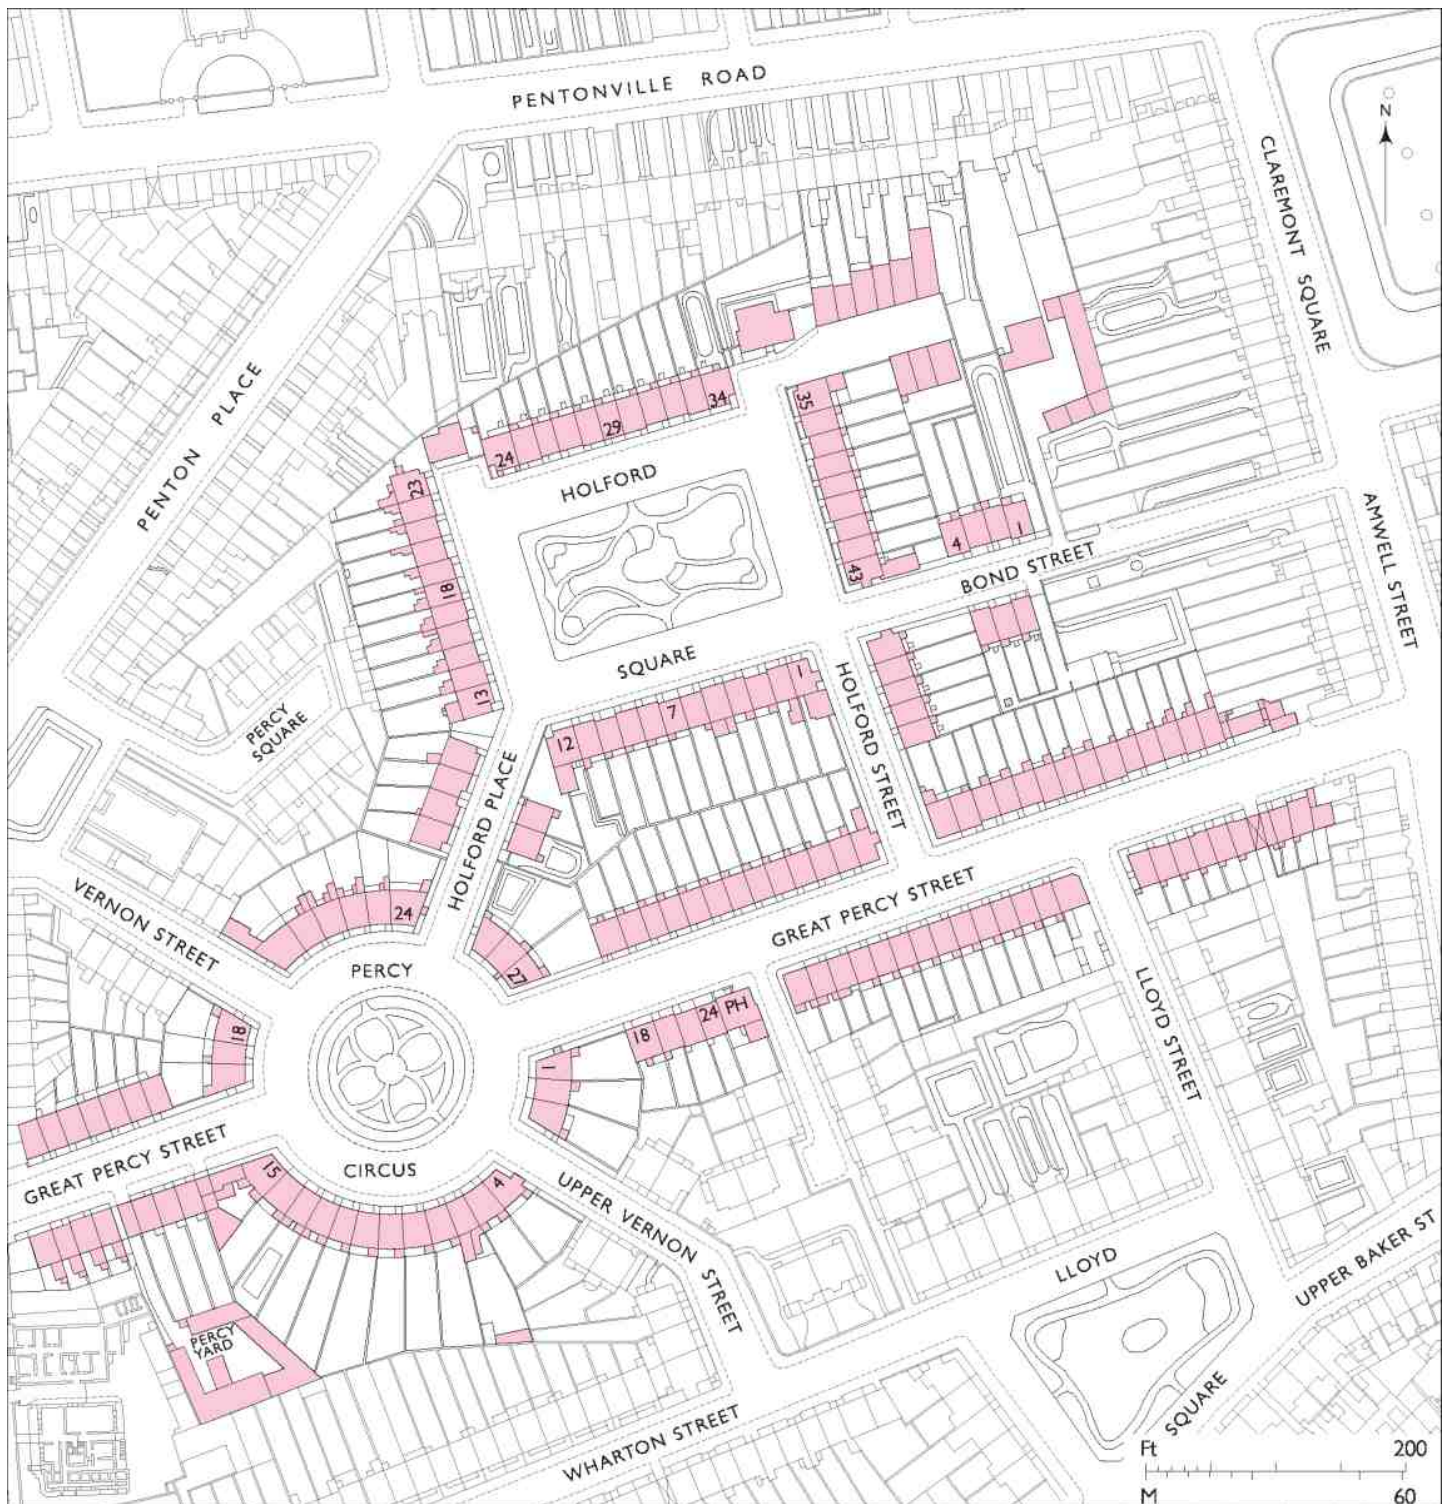 PENTONVILLE ROAD
N
CLAREMONT SQUARE
PENTON PLACE
34
35
29
24
23
HOLFORD
18
4
1
43
BOND STREET
AMWELL STREET
SQUARE
1
7
12
13
HOLFORD STREET
PERCY
SQUARE
HOLFORD PLACE
VERNON STREET
24
GREAT PERCY STREET
PERCY
27
LLOYD STREET
18
1
18
24
PH
GREAT PERCY STREET
15
CIRCUS
4
UPPER VERNON STREET
LLOYD
UPPER BAKER ST
PERCY
YARD
SQUARE
WHARTON STREET
Ft 200
M 60